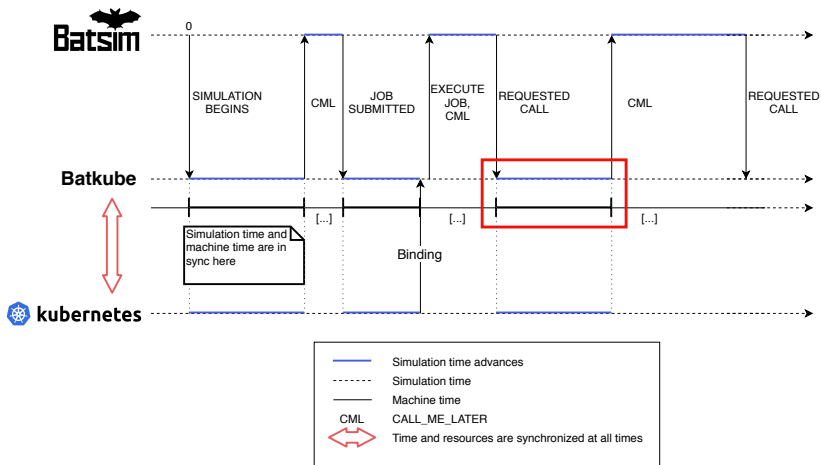 Batsim
0
SIMULATION
BEGINS
CML
JOB
SUBMITTED
EXECUTE
JOB,
CML
REQUESTED
CALL
CML
REQUESTED
CALL
Batkube
[...]
[...]
[...]
Simulation time and
machine time are in
sync here
Binding
kubernetes
Simulation time advances
Simulation time
Machine time
CML CALL_ME_LATER
Time and resources are synchronized at all times